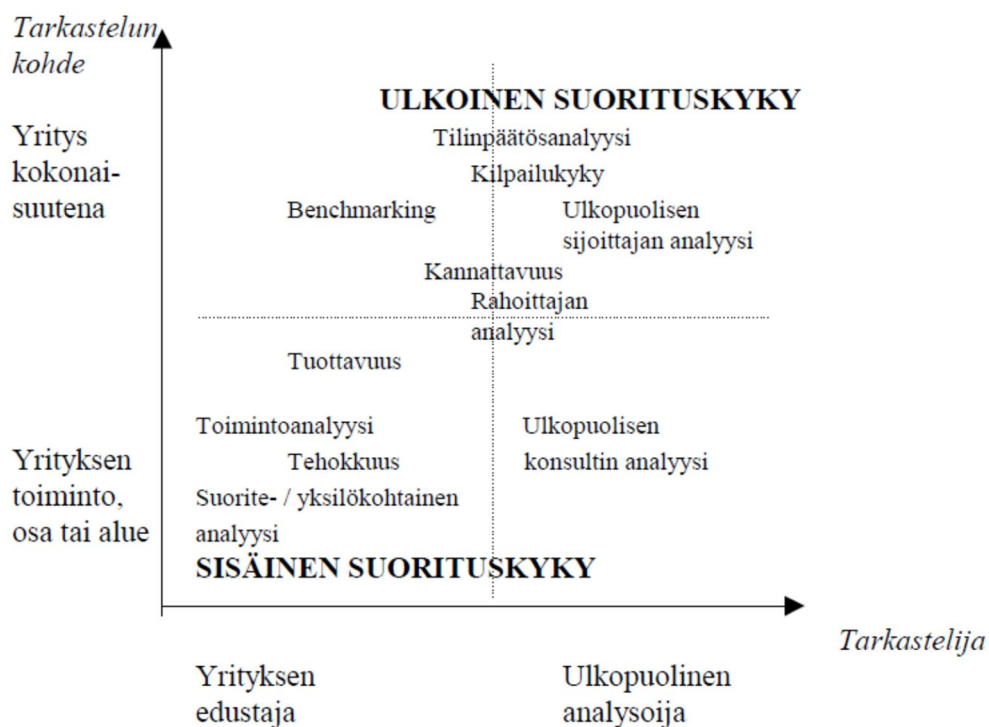 Tarkastelun
kohde
ULKOINEN SUORITUSKYKY
Yritys
kokonai-
suutena
Tilinpäätösanalyysi
Kilpailukyky
Benchmarking
Ulkopuolisen
sijoittajan analyysi
Kannattavuus
Rahoittajan
analyysi
Tuottavuus
Toimintoanalyysi
Ulkopuolisen
konsultin analyysi
Tehokkuus
Yrityksen
toiminto,
osa tai alue
Suorite- / yksilökohtainen
analyysi
SISÄINEN SUORITUSKYKY
Tarkastelija
Yrityksen
edustaja
Ulkopuolinen
analysoija